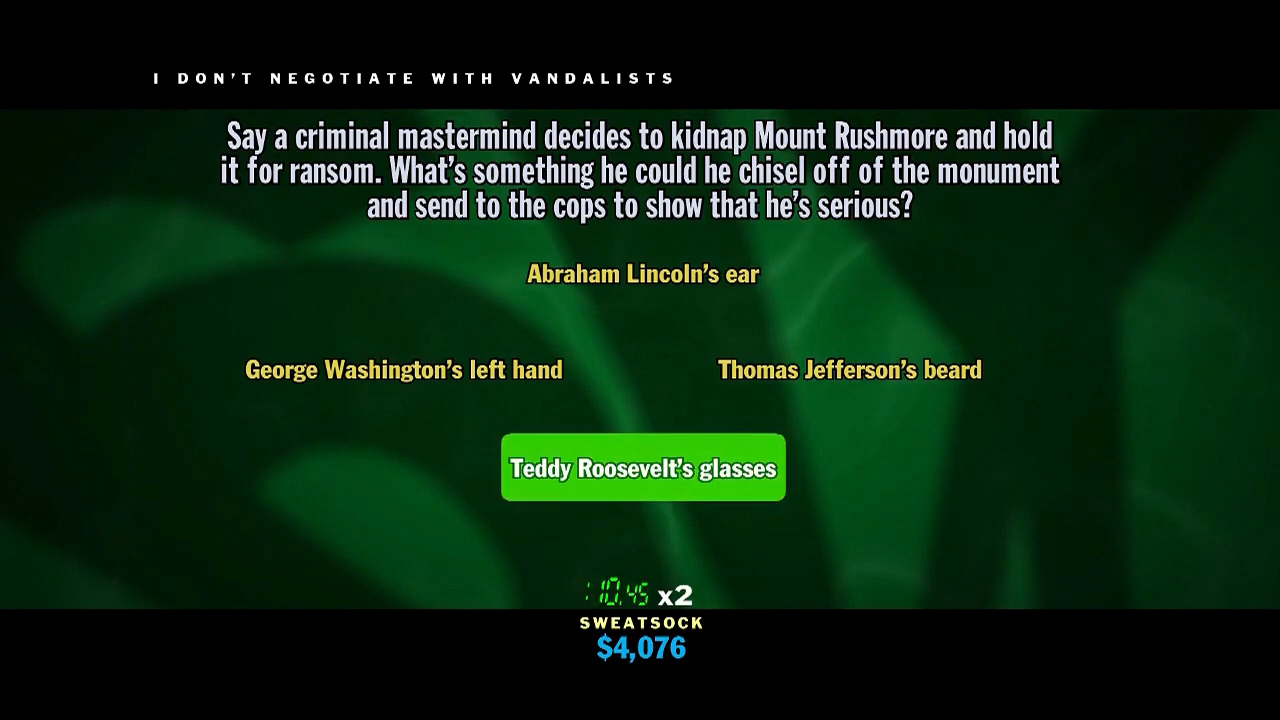 I DON'T NEGOTIATE WITH VANDALISTS
Say a criminal mastermind decides to kidnap Mount Rushmore and hold
it for ransom. What's something he could he chisel off of the monument
and send to the cops to show that he's serious?
Abraham Lincoln's ear
George Washington's left hand
Thomas Jefferson's beard
Teddy Roosevelt's glasses
10.45 x2
SWEATSOCK
$4,076